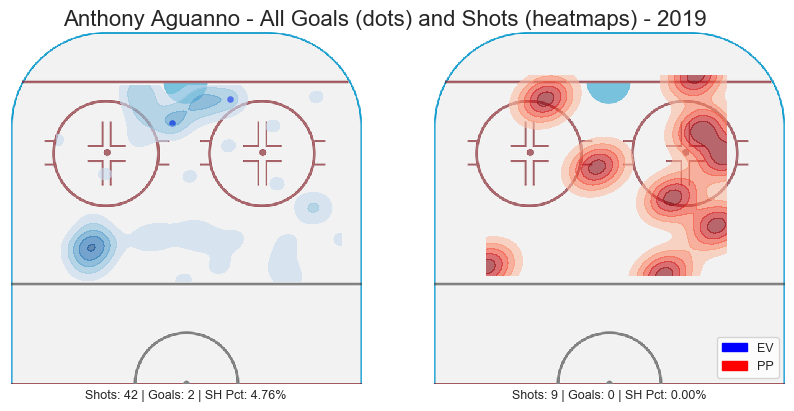 Anthony Aguanno - All Goals (dots) and Shots (heatmaps) - 2019
EV
PP
Shots: 42 | Goals: 2 | SH Pct: 4.76%
Shots: 9 | Goals: 0 | SH Pct: 0.00%